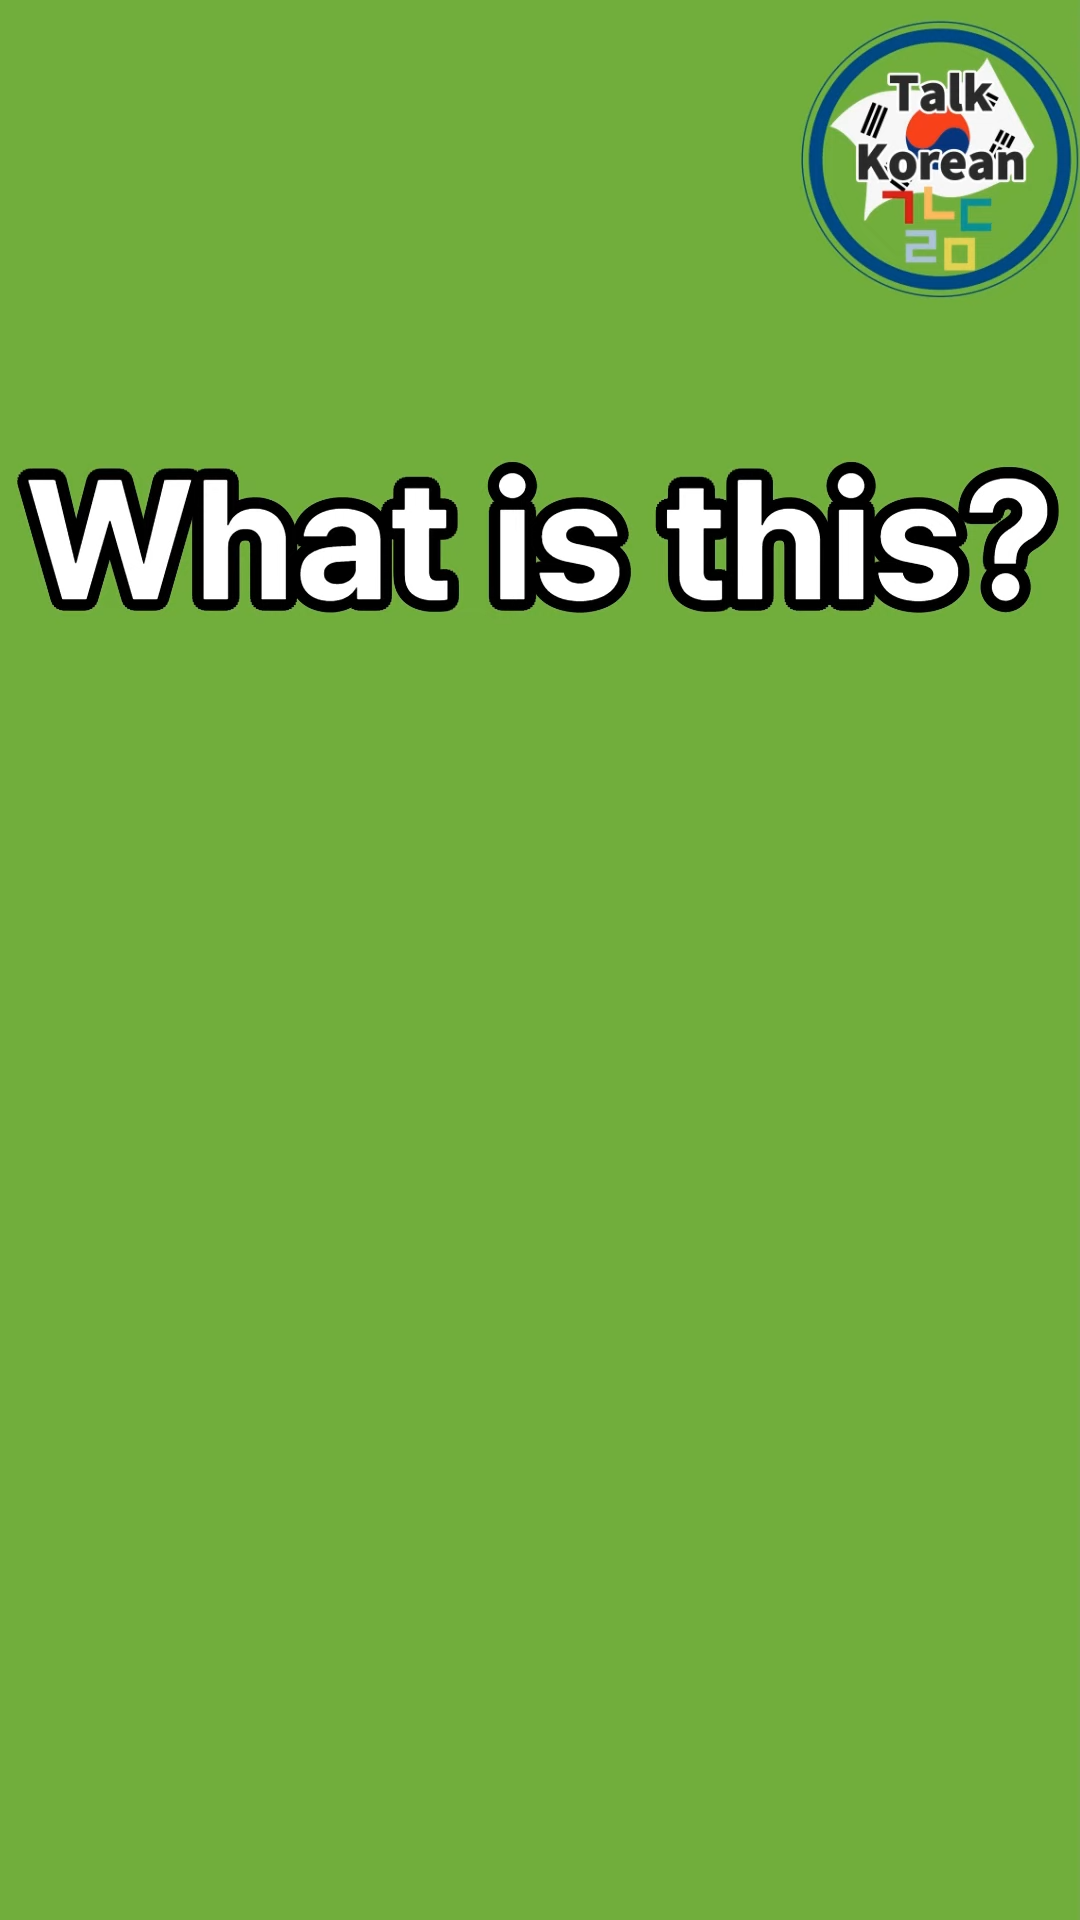 Talk
Korean
ㄱㄴㄷ
ㄹㅁ
What is this?